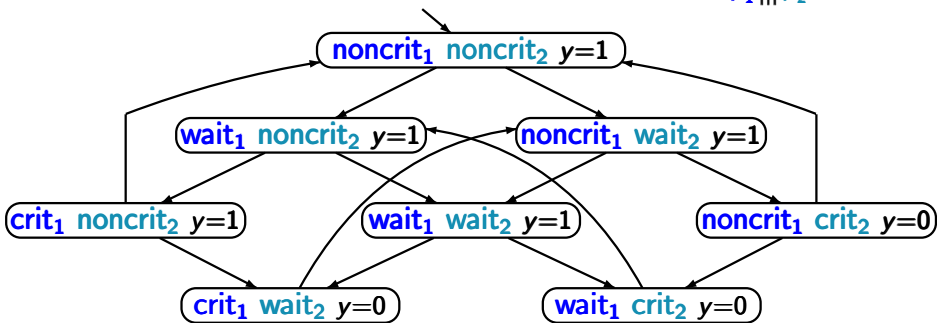 noncrit₁ noncrit₂ y=1
wait₁ noncrit₂ y=1
noncrit₁ wait₂ y=1
crit₁ noncrit₂ y=1
wait₁ wait₂ y=1
noncrit₁ crit₂ y=0
crit₁ wait₂ y=0
wait₁ crit₂ y=0